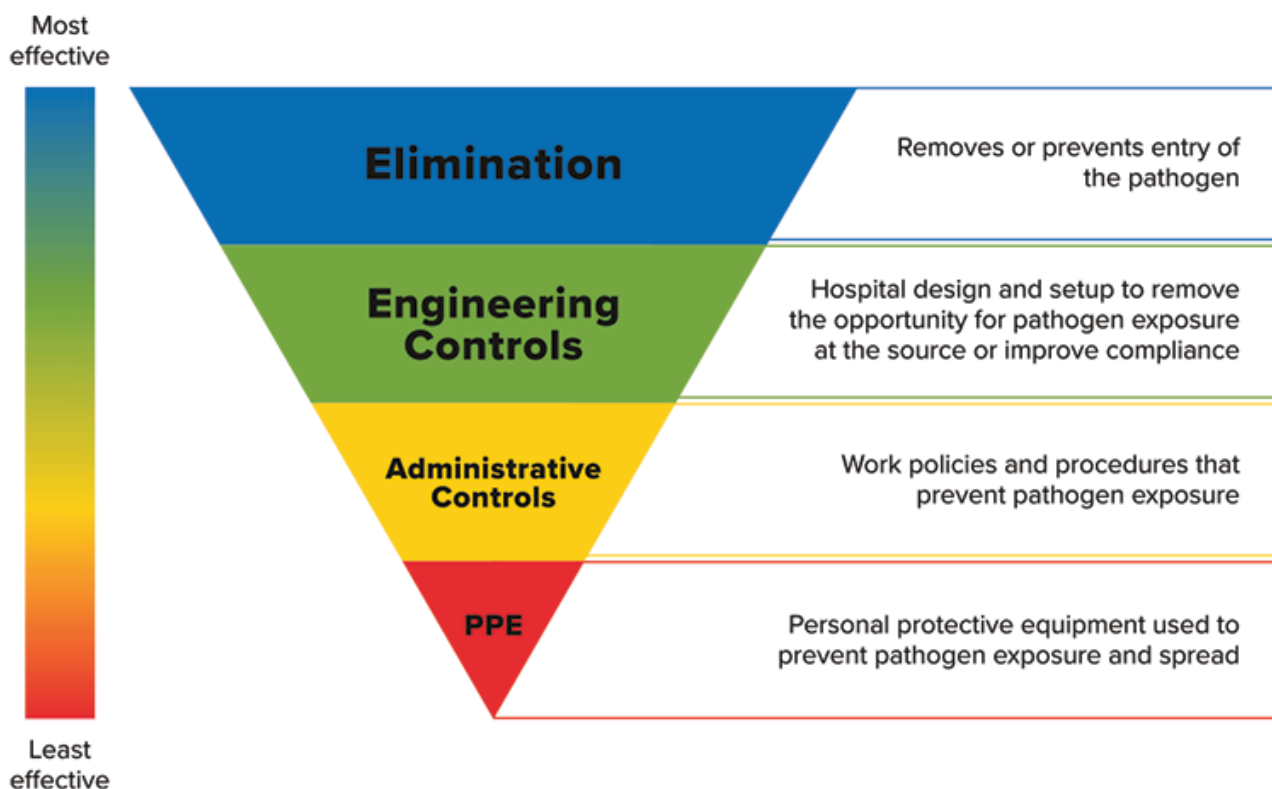 Most
effective
Elimination
Removes or prevents entry of
the pathogen
Engineering
Controls
Hospital design and setup to remove
the opportunity for pathogen exposure
at the source or improve compliance
Administrative
Controls
Work policies and procedures that
prevent pathogen exposure
PPE
Personal protective equipment used to
prevent pathogen exposure and spread
Least
effective